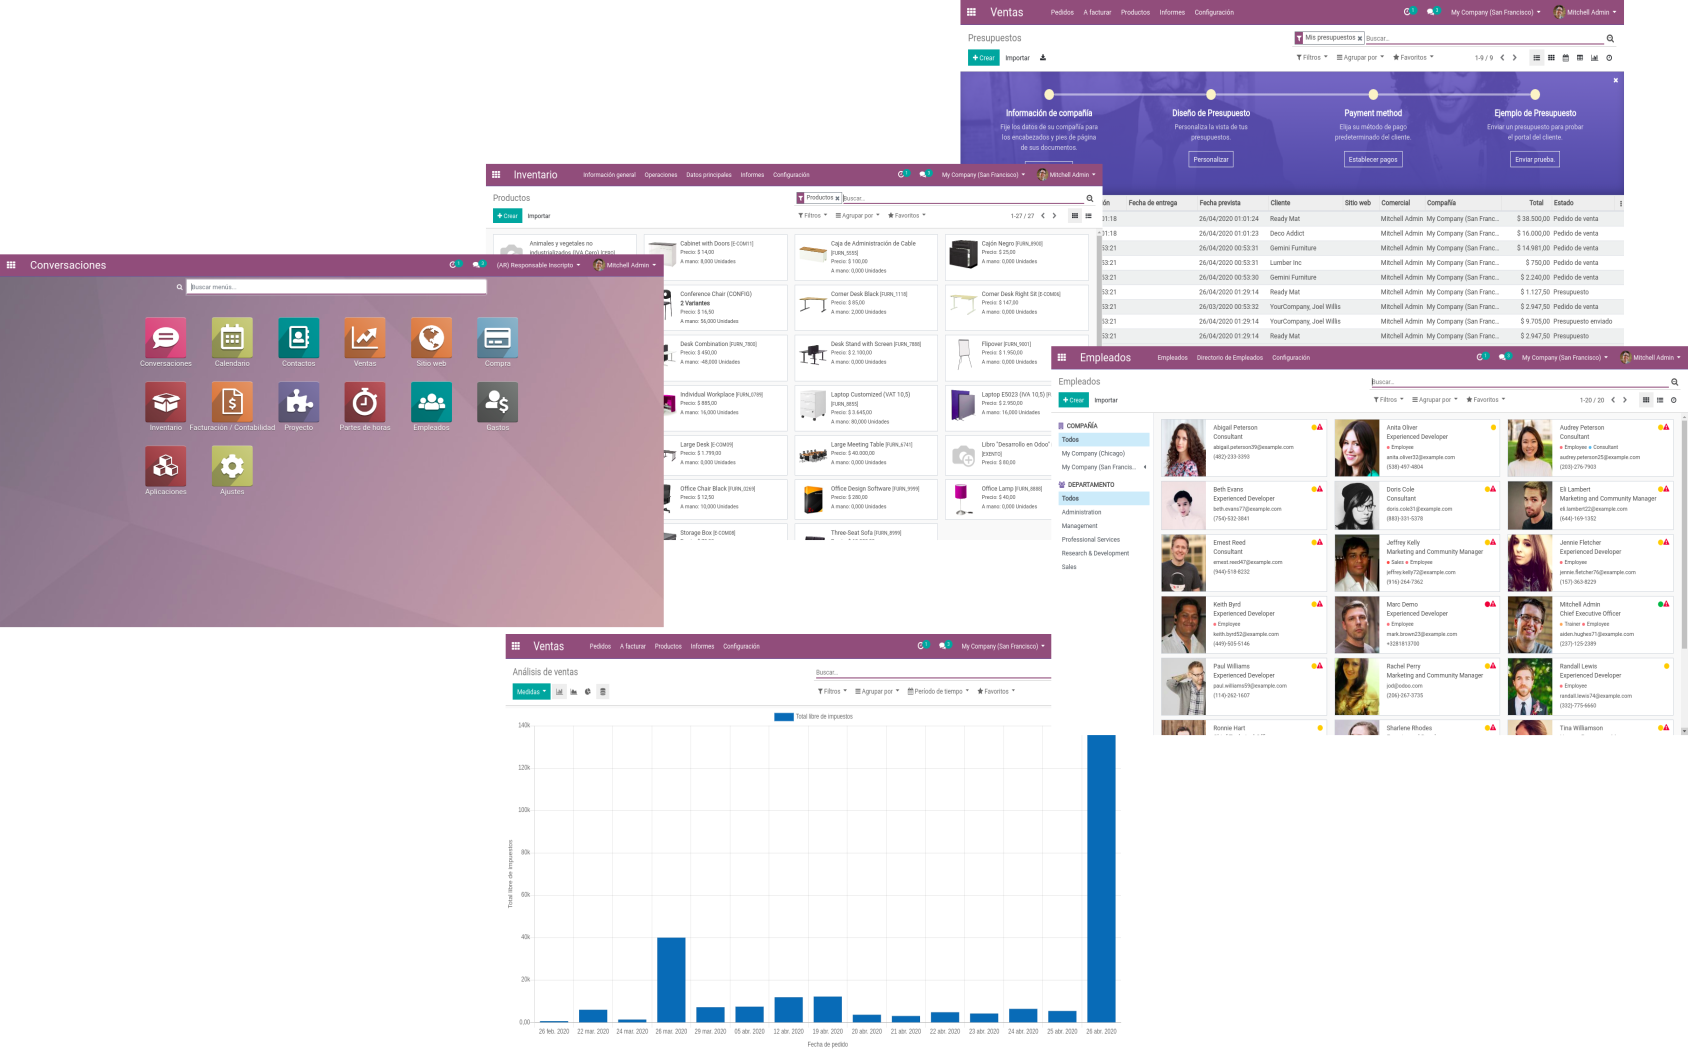 Ventas
Pedidos A facturar Productos Informes Configuración
1 3 My Company (San Francisco) Mitchell Admin
Presupuestos
Mis presupuestos Buscar...
Crear Importar
Filtros Agrupar por Favoritos
1-9 / 9
Información de compañía
Fije los datos de su compañía para
los encabezados y pies de página
de sus documentos.
Diseño de Presupuesto
Personaliza la vista de tus
presupuestos.
Personalizar
Payment method
Elija su método de pago
predeterminado del cliente.
Establecer pagos
Ejemplo de Presupuesto
Enviar un presupuesto para probar
el portal del cliente.
Enviar prueba.
ón Fecha de entrega Fecha prevista Cliente Sitio web Comercial Compañía Total Estado
01:18 26/04/2020 01:01:24 Ready Mat Mitchell Admin My Company (San Franc... $ 38.500,00 Pedido de venta
01:18 26/04/2020 01:01:23 Deco Addict Mitchell Admin My Company (San Franc... $ 16.000,00 Pedido de venta
53:21 26/04/2020 00:53:31 Gemini Furniture Mitchell Admin My Company (San Franc... $ 14.981,00 Pedido de venta
53:21 26/04/2020 00:53:31 Lumber Inc Mitchell Admin My Company (San Franc... $ 750,00 Pedido de venta
53:21 26/04/2020 00:53:30 Gemini Furniture Mitchell Admin My Company (San Franc... $ 2.240,00 Pedido de venta
53:21 26/04/2020 01:29:14 Ready Mat Mitchell Admin My Company (San Franc... $ 1.127,50 Presupuesto
53:21 26/03/2020 00:53:32 YourCompany, Joel Willis Mitchell Admin My Company (San Franc... $ 2.947,50 Pedido de venta
53:21 26/04/2020 01:29:14 YourCompany, Joel Willis Mitchell Admin My Company (San Franc... $ 9.705,00 Presupuesto enviado
53:21 26/04/2020 01:29:14 Ready Mat Mitchell Admin My Company (San Franc... $ 2.947,50 Presupuesto
Inventario
Información general Operaciones Datos principales Informes Configuración
1 3 My Company (San Francisco) Mitchell Admin
Productos
Productos Buscar...
Crear Importar
Filtros Agrupar por Favoritos
1-27 / 27
Animales y vegetales no
industrializados (IVA Cero) [CERO]
Cabinet with Doors [E-COM11]
Precio: $ 14,00
A mano: 8,000 Unidades
Caja de Administración de Cable
[FURN_5555]
Precio: $ 100,00
A mano: 0,000 Unidades
Cajón Negro [FURN_8900]
Precio: $ 25,00
A mano: 0,000 Unidades
Conference Chair (CONFIG)
2 Variantes
Precio: $ 16,50
A mano: 56,000 Unidades
Corner Desk Black [FURN_1118]
Precio: $ 85,00
A mano: 2,000 Unidades
Corner Desk Right Sit [E-COM06]
Precio: $ 147,00
A mano: 0,000 Unidades
Desk Combination [FURN_7800]
Precio: $ 450,00
A mano: 48,000 Unidades
Desk Stand with Screen [FURN_7888]
Precio: $ 2.100,00
A mano: 0,000 Unidades
Flipover [FURN_9001]
Precio: $ 1.950,00
A mano: 0,000 Unidades
Individual Workplace [FURN_0789]
Precio: $ 885,00
A mano: 16,000 Unidades
Laptop Customized (VAT 10,5)
[FURN_8855]
Precio: $ 3.645,00
A mano: 80,000 Unidades
Laptop E5023 (IVA 10,5)
Precio: $ 2.950,00
A mano: 16,000 Unidades
Large Desk [E-COM09]
Precio: $ 1.799,00
A mano: 0,000 Unidades
Large Meeting Table [FURN_6741]
Precio: $ 40.000,00
A mano: 0,000 Unidades
Libro "Desarrollo en Odoo"
[EXENTO]
Precio: $ 80,00
Office Chair Black [FURN_0269]
Precio: $ 12,50
A mano: 10,000 Unidades
Office Design Software [FURN_9999]
Precio: $ 280,00
A mano: 0,000 Unidades
Office Lamp [FURN_8888]
Precio: $ 40,00
A mano: 0,000 Unidades
Storage Box [E-COM08]
Three-Seat Sofa [FURN_8999]
Conversaciones
1 3 (AR) Responsable Inscripto Mitchell Admin
Buscar menús...
Conversaciones Calendario Contactos Ventas Sitio web Compra
Inventario Facturación / Contabilidad Proyecto Partes de horas Empleados Gastos
Aplicaciones Ajustes
Empleados
Empleados Directorio de Empleados Configuración
1 3 My Company (San Francisco) Mitchell Admin
Empleados
Buscar...
Crear Importar
Filtros Agrupar por Favoritos
1-20 / 20
COMPAÑÍA
Todos
My Company (Chicago)
My Company (San Francis...
DEPARTAMENTO
Todos
Administration
Management
Professional Services
Research & Development
Sales
Abigail Peterson
Consultant
abigail.peterson39@example.com
(482)-233-3393
Anita Oliver
Experienced Developer
anita.oliver32@example.com
(538)-497-4804
Audrey Peterson
Consultant
Employee Consultant
audrey.peterson25@example.com
(203)-276-7903
Beth Evans
Experienced Developer
beth.evans77@example.com
(754)-532-3841
Doris Cole
Consultant
doris.cole31@example.com
(883)-331-5378
Eli Lambert
Marketing and Community Manager
eli.lambert22@example.com
(644)-169-1352
Ernest Reed
Consultant
ernest.reed47@example.com
(944)-518-8232
Jeffrey Kelly
Marketing and Community Manager
Sales Employee
jeffrey.kelly72@example.com
(916)-264-7362
Jennie Fletcher
Experienced Developer
Employee
jennie.fletcher76@example.com
(157)-363-8229
Keith Byrd
Experienced Developer
Employee
keith.byrd52@example.com
(449)-505-5146
Marc Demo
Experienced Developer
Employee
mark.brown23@example.com
+3281813700
Mitchell Admin
Chief Executive Officer
Trainer Employee
aiden.hughes71@example.com
(237)-125-2389
Paul Williams
Experienced Developer
paul.williams59@example.com
(114)-262-1607
Rachel Perry
Marketing and Community Manager
jod@odoo.com
(206)-267-3735
Randall Lewis
Experienced Developer
Employee
randall.lewis74@example.com
(332)-775-6660
Ronnie Hart
Sharlene Rhodes
Tina Williamson
Ventas
Pedidos A facturar Productos Informes Configuración
1 3 My Company (San Francisco)
Análisis de ventas
Buscar...
Medidas
Filtros Agrupar por Período de tiempo Favoritos
Total libre de impuestos
140k
120k
100k
80k
60k
40k
20k
0,00
Total libre de impuestos
26 feb. 2020 22 mar. 2020 24 mar. 2020 26 mar. 2020 29 mar. 2020 05 abr. 2020 12 abr. 2020 19 abr. 2020 20 abr. 2020 21 abr. 2020 22 abr. 2020 23 abr. 2020 24 abr. 2020 25 abr. 2020 26 abr. 2020
Fecha de pedido